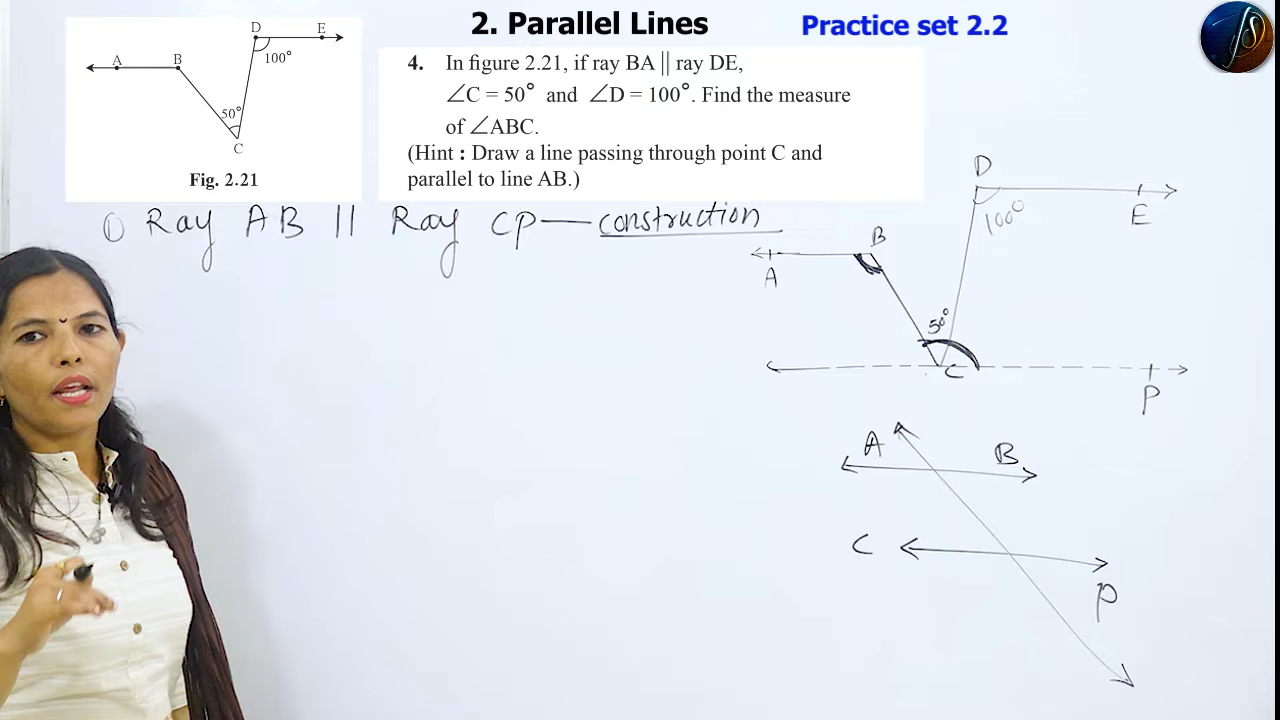 2. Parallel Lines
Practice set 2.2
A B C D E
50°
100°
Fig. 2.21
4. In figure 2.21, if ray BA || ray DE,
∠C = 50° and ∠D = 100°. Find the measure
of ∠ABC.
(Hint : Draw a line passing through point C and
parallel to line AB.)
① Ray AB || Ray CP — construction
D
100°
E
B
A
50°
C
P
A
B
C
P